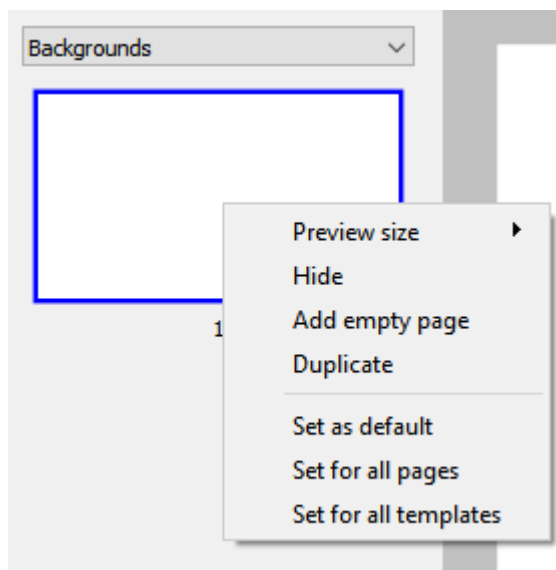 Backgrounds
1
Preview size
Hide
Add empty page
Duplicate
Set as default
Set for all pages
Set for all templates